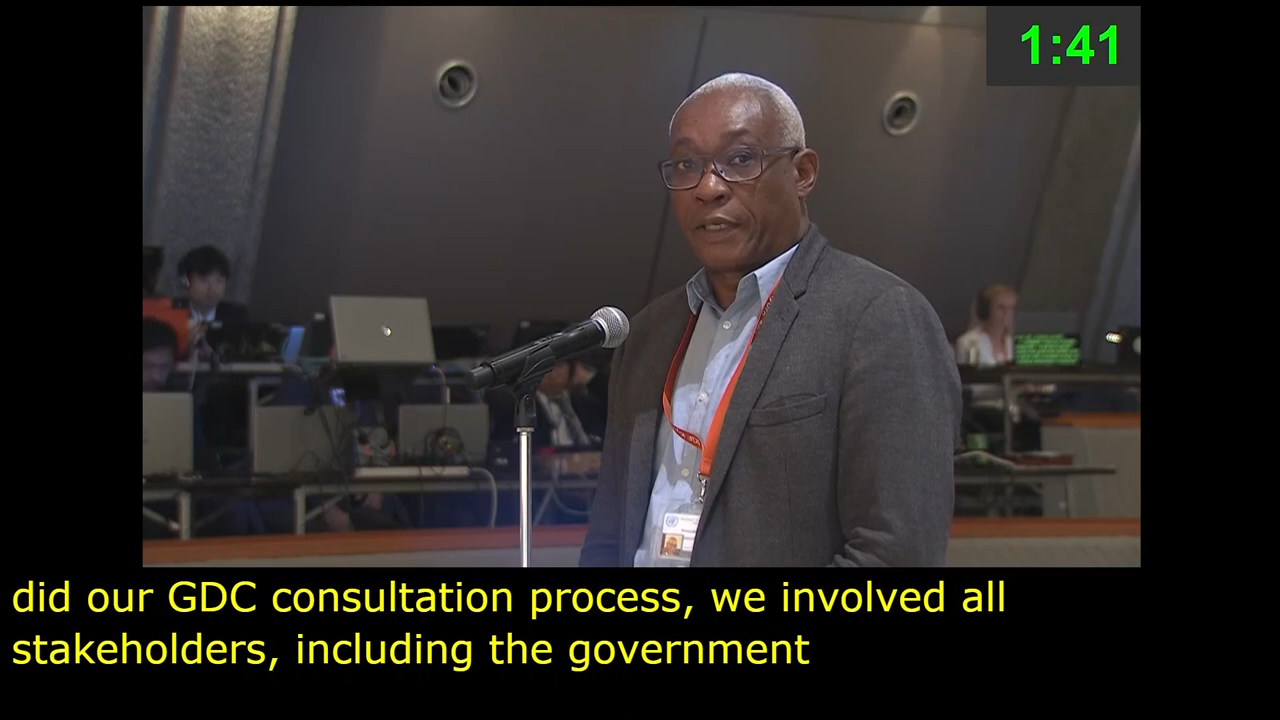 1:41
did our GDC consultation process, we involved all
stakeholders, including the government